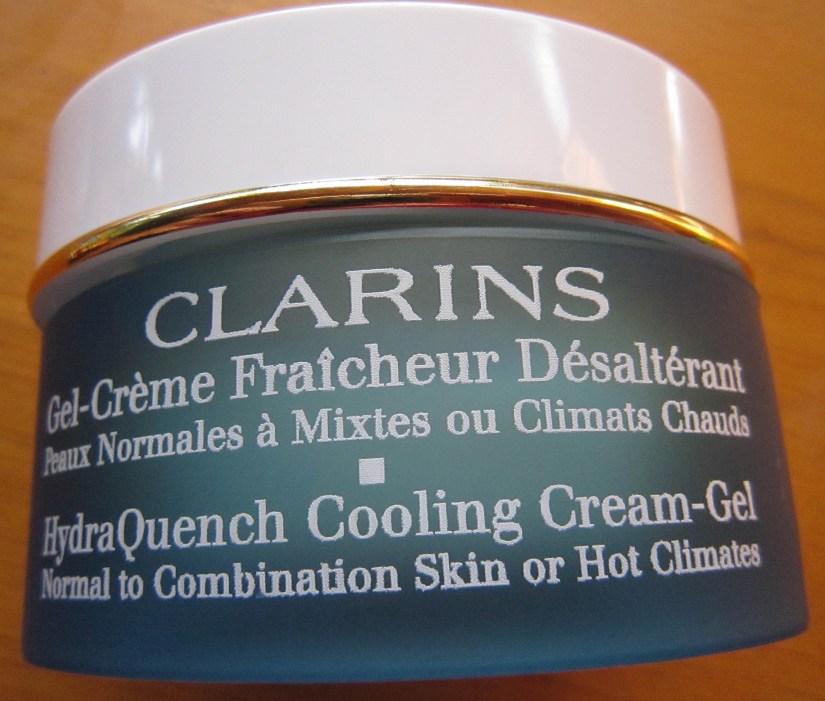 CLARINS
Gel-Crème Fraîcheur Désaltérant
Peaux Normales à Mixtes ou Climats Chauds
HydraQuench Cooling Cream-Gel
Normal to Combination Skin or Hot Climates